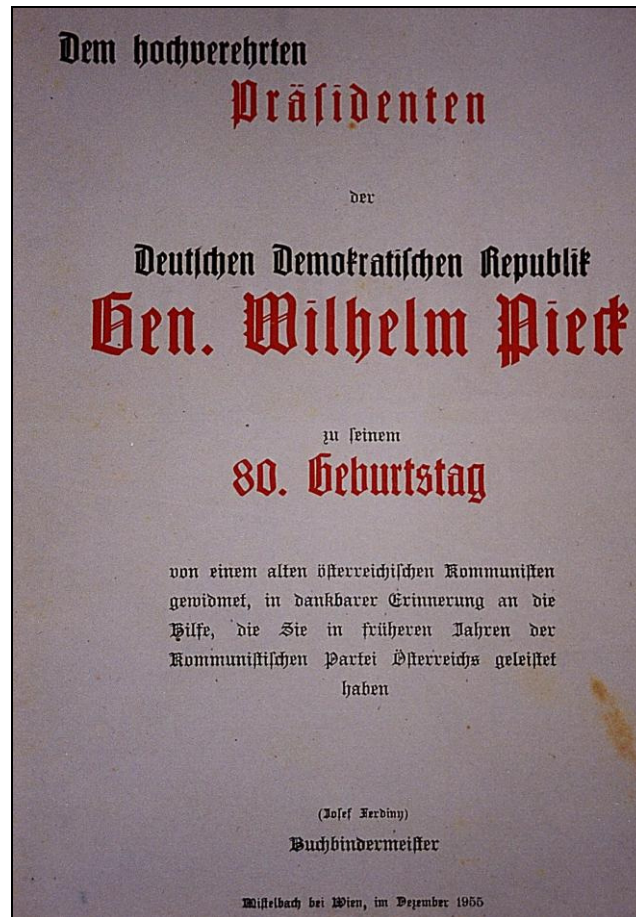 Dem hochverehrten
Präsidenten
der
Deutschen Demokratischen Republik
Gen. Wilhelm Pieck
zu seinem
80. Geburtstag
von einem alten österreichischen Kommunisten
gewidmet, in dankbarer Erinnerung an die
Hilfe, die Sie in früheren Jahren der
Kommunistischen Partei Österreichs geleistet
haben
(Josef Ferdiny)
Buchbindermeister
Mistelbach bei Wien, im Dezember 1955